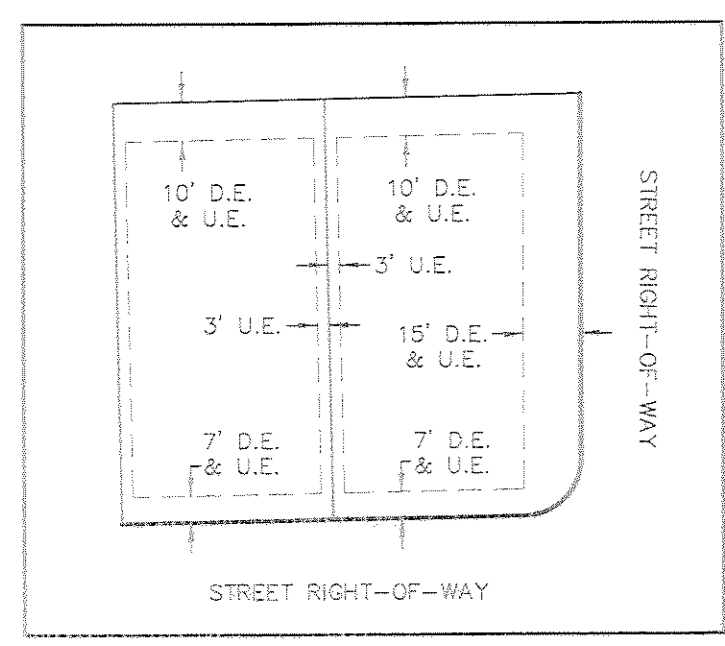 10' D.E.
& U.E.
10' D.E.
& U.E.
STREET RIGHT-OF-WAY
3' U.E.
3' U.E.
15' D.E.
& U.E.
7' D.E.
& U.E.
7' D.E.
& U.E.
STREET RIGHT-OF-WAY